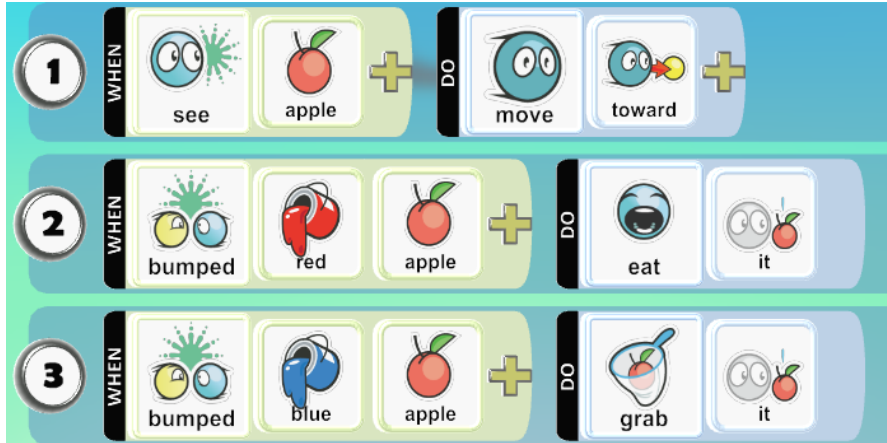 1 WHEN see apple DO move toward
2 WHEN bumped red apple DO eat it
3 WHEN bumped blue apple DO grab it